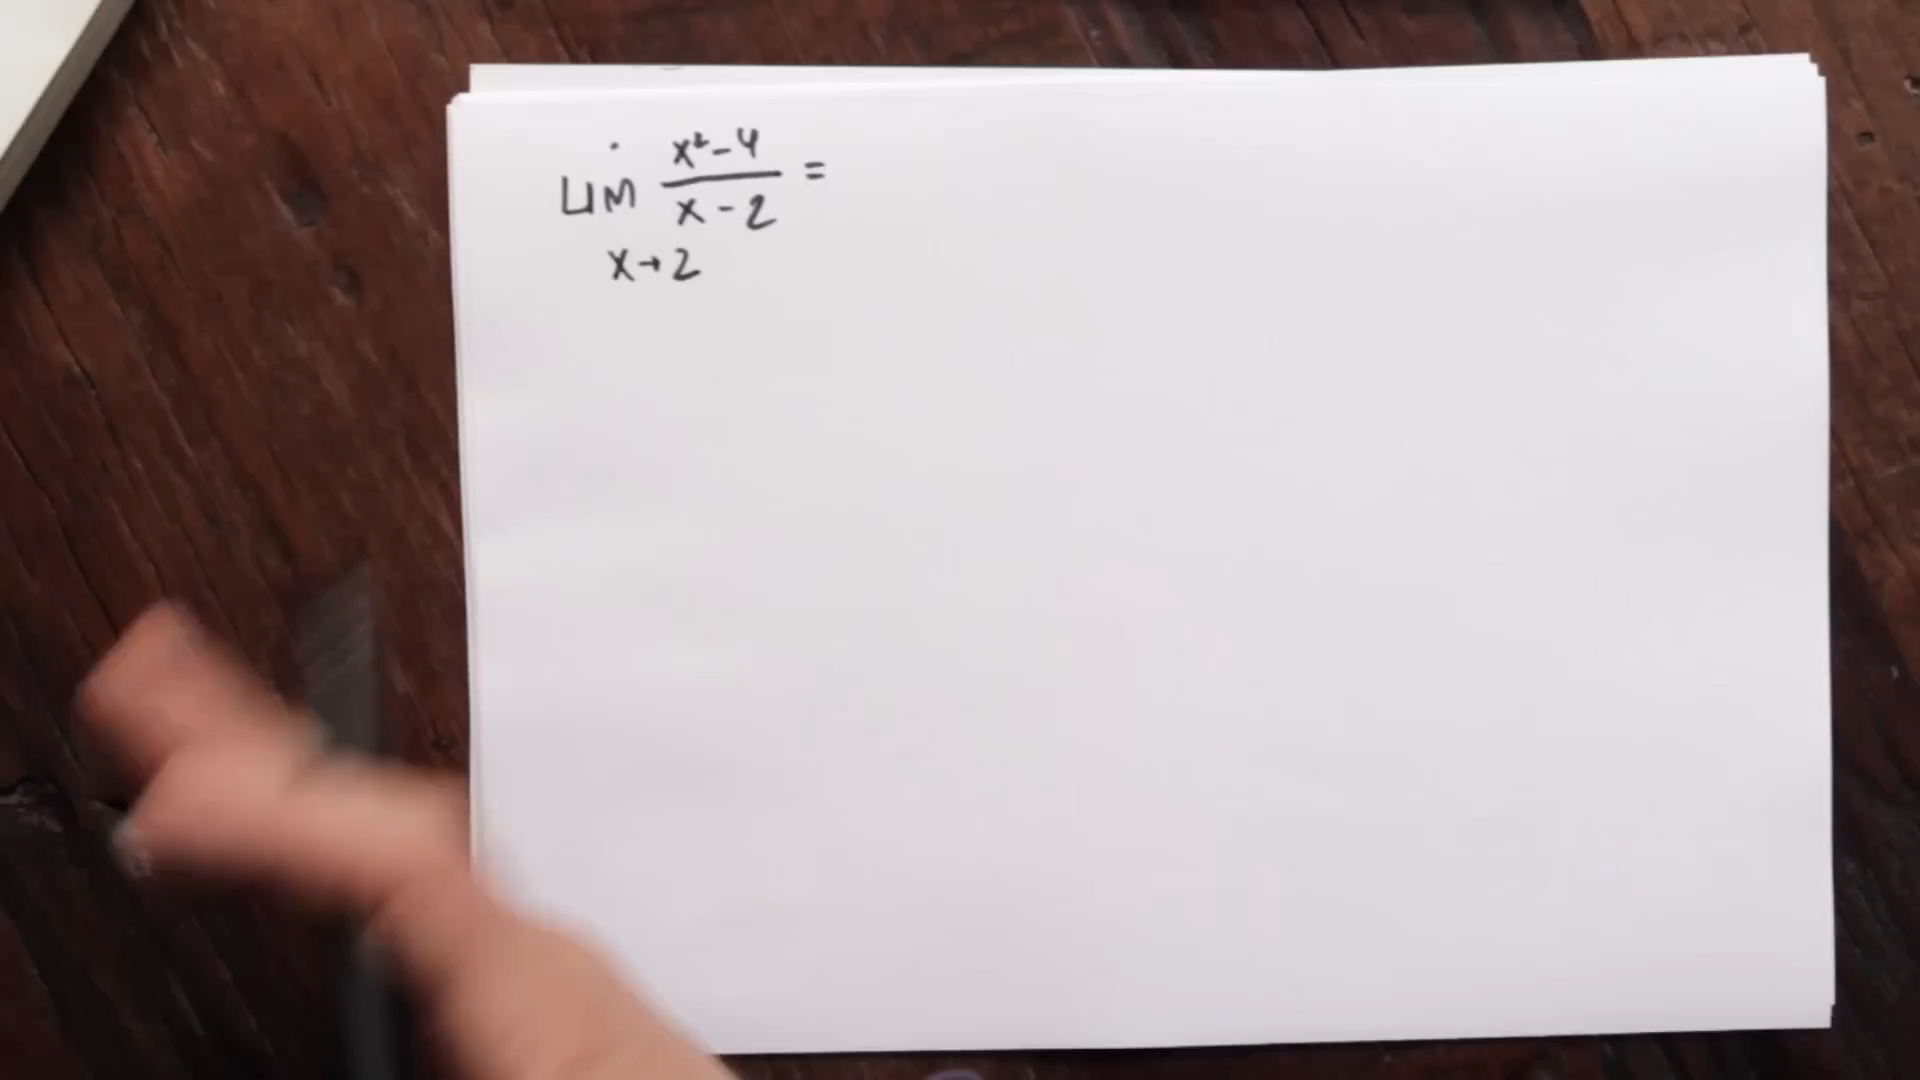 LIM x²-4 / x-2 =
x→2